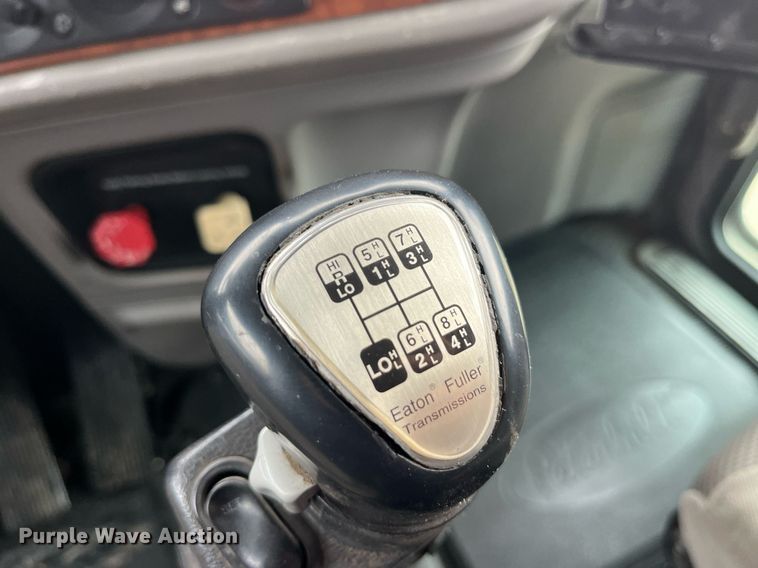 HI 5 H L 7 H L
R LO 1 H L 3 H L
6 H L 8 H L
LO H L 2 H L 4 H L
Eaton® Fuller®
Transmissions
Purple Wave Auction